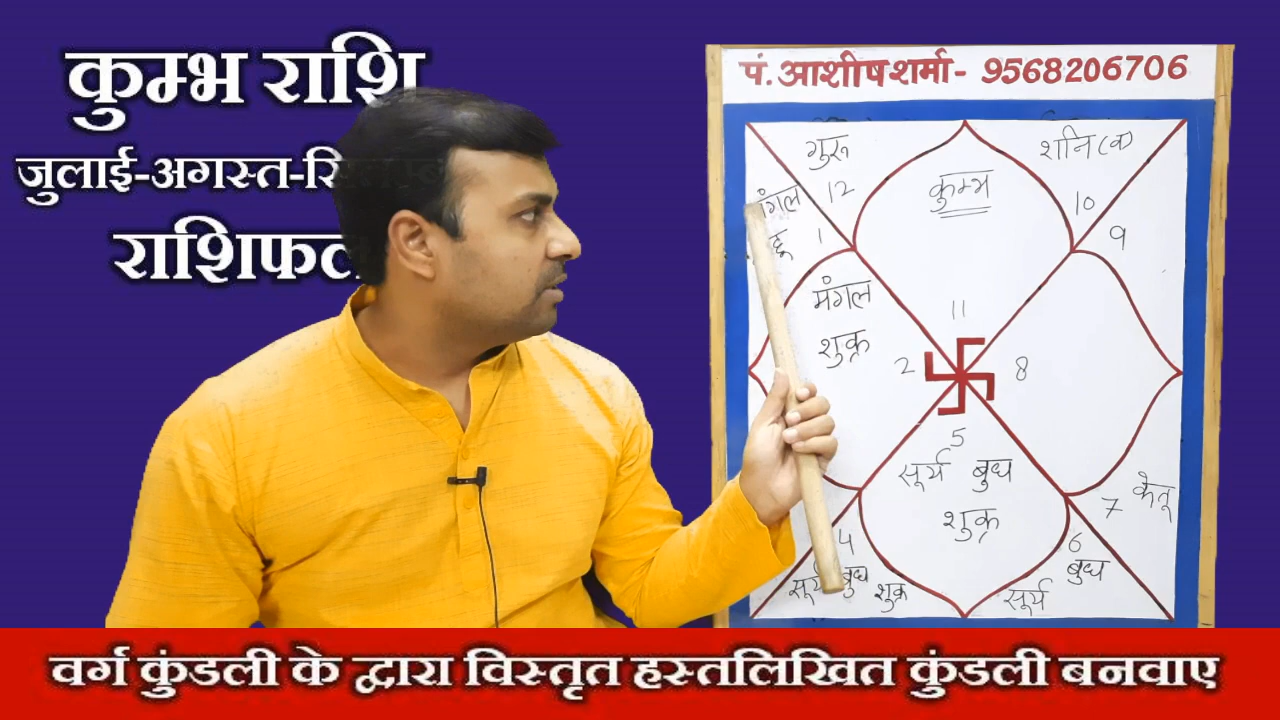 कुम्भ राशि
जुलाई-अगस्त-
राशिफल
पं. आशीष शर्मा - 9568206706
गुरू
शनि(व)
कुम्भ
मंगल
12
10
1
9
मंगल
शुक्र
11
2
8
5
सूर्य बुध
शुक्र
7
केतू
4
6
सूर्य बुध शुक्र
बुध
सूर्य
वर्ग कुंडली के द्वारा विस्तृत हस्तलिखित कुंडली बनवाए